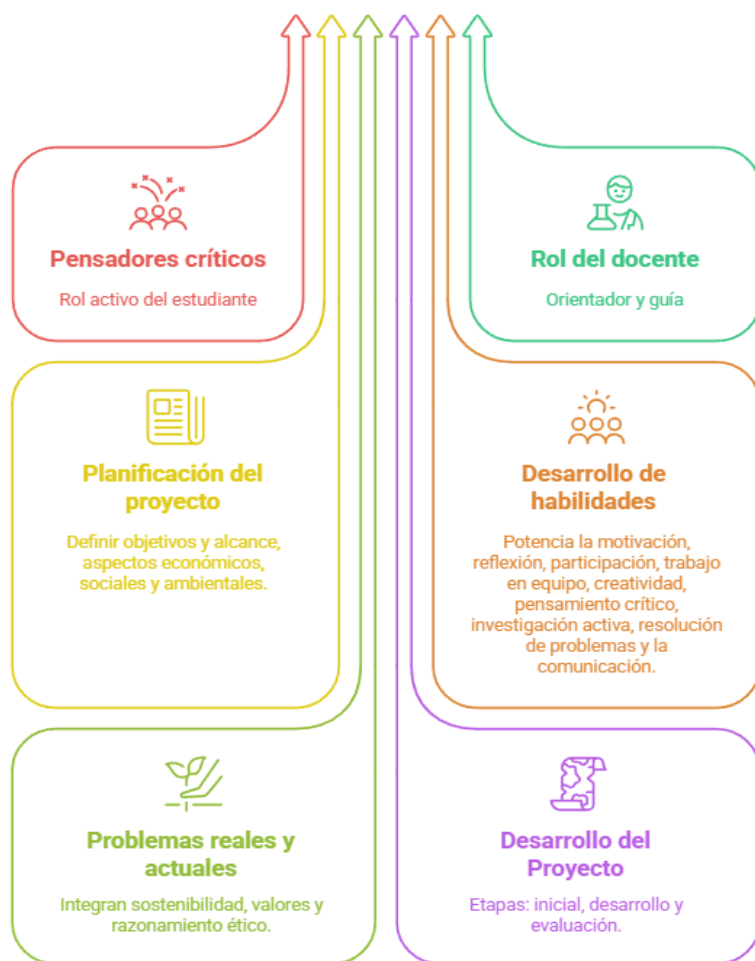 Pensadores críticos
Rol activo del estudiante
Rol del docente
Orientador y guía
Planificación del
proyecto
Definir objetivos y alcance,
aspectos económicos,
sociales y ambientales.
Desarrollo de
habilidades
Potencia la motivación,
reflexión, participación, trabajo
en equipo, creatividad,
pensamiento crítico,
investigación activa, resolución
de problemas y la
comunicación.
Problemas reales y
actuales
Integran sostenibilidad, valores y
razonamiento ético.
Desarrollo del
Proyecto
Etapas: inicial, desarrollo y
evaluación.